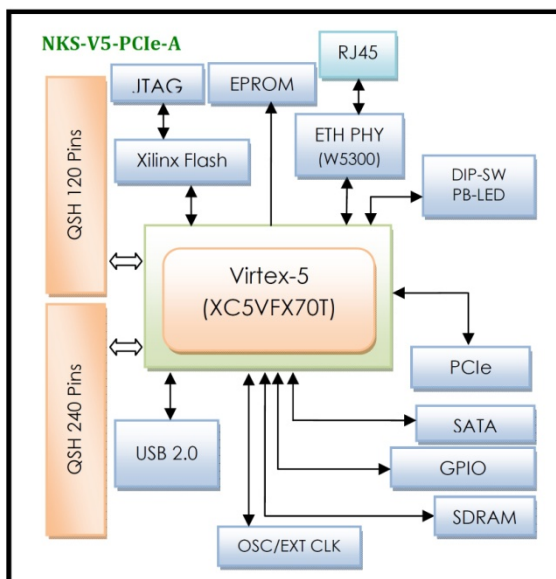 NKS-V5-PCIe-A
RJ45
JTAG
EPROM
ETH PHY
(W5300)
Xilinx Flash
DIP-SW
PB-LED
QSH 120 Pins
Virtex-5
(XC5VFX70T)
PCIe
QSH 240 Pins
SATA
USB 2.0
GPIO
SDRAM
OSC/EXT CLK